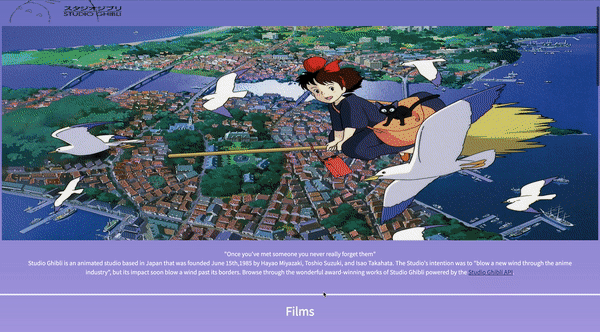 スタジオジブリ
STUDIO GHIBLI
"Once you've met someone you never really forget them"
Studio Ghibli is an animated studio based in Japan that was founded June 15th,1985 by Hayao Miyazaki, Toshio Suzuki, and Isao Takahata. The Studio's intention was to "blow a new wind through the anime
industry", but its impact soon blow a wind past its borders. Browse through the wonderful award-winning works of Studio Ghibli powered by the Studio Ghibli API
Films